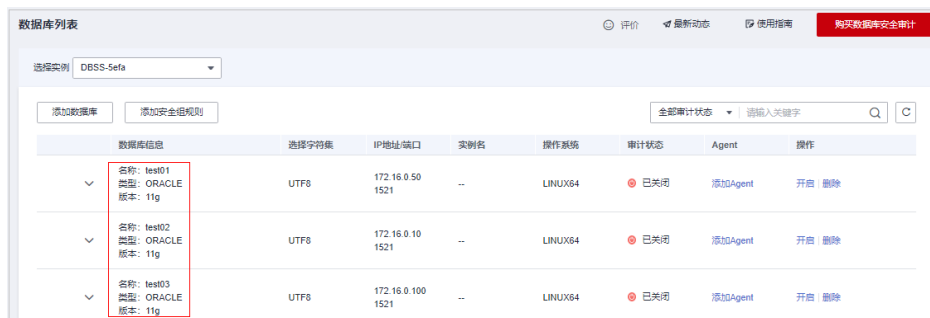 数据库列表 评价 最新动态 使用指南 购买数据库安全审计
选择实例 DBSS-5efa
添加数据库 添加安全组规则 全部审计状态 请输入关键字
数据库信息 选择字符集 IP地址/端口 实例名 操作系统 审计状态 Agent 操作
名称: test01
类型: ORACLE
版本: 11g
UTF8
172.16.0.50
1521
--
LINUX64
已关闭
添加Agent
开启 删除
名称: test02
类型: ORACLE
版本: 11g
UTF8
172.16.0.10
1521
--
LINUX64
已关闭
添加Agent
开启 删除
名称: test03
类型: ORACLE
版本: 11g
UTF8
172.16.0.100
1521
--
LINUX64
已关闭
添加Agent
开启 删除